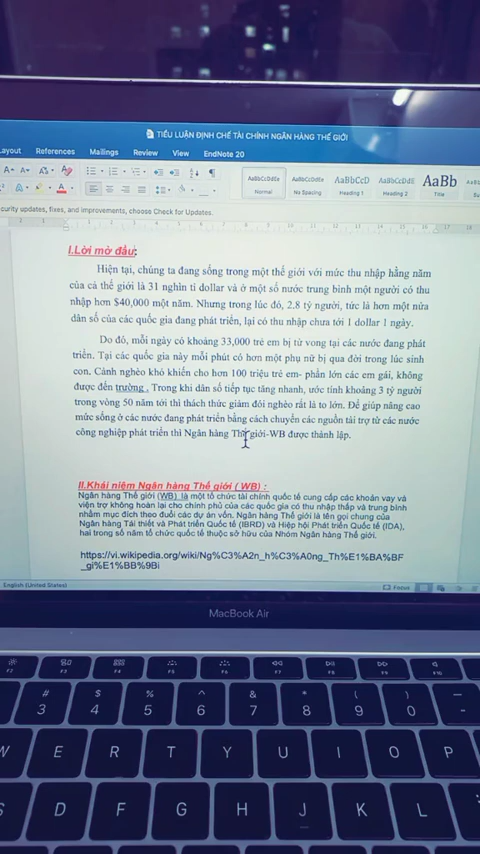 TIỂU LUẬN ĐỊNH CHẾ TÀI CHÍNH NGÂN HÀNG THẾ GIỚI
Layout References Mailings Review View EndNote 20
AaBbCcDdEe AaBbCcDdEe AaBbCcD AaBbCcDdE AaBb
Normal No Spacing Heading 1 Heading 2 Title
curity updates, fixes, and improvements, choose Check for Updates.
I.Lời mở đầu:
Hiện tại, chúng ta đang sống trong một thế giới với mức thu nhập hằng năm
của cả thế giới là 31 nghìn tỉ dollar và ở một số nước trung bình một người có thu
nhập hơn $40,000 một năm. Nhưng trong lúc đó, 2.8 tỷ người, tức là hơn một nửa
dân số của các quốc gia đang phát triển, lại có thu nhập chưa tới 1 dollar 1 ngày.
Do đó, mỗi ngày có khoảng 33,000 trẻ em bị tử vong tại các nước đang phát
triển. Tại các quốc gia này mỗi phút có hơn một phụ nữ bị qua đời trong lúc sinh
con. Cảnh nghèo khó khiến cho hơn 100 triệu trẻ em- phần lớn các em gái, không
được đến trường . Trong khi dân số tiếp tục tăng nhanh, ước tính khoảng 3 tỷ người
trong vòng 50 năm tới thì thách thức giảm đói nghèo rất là to lớn. Để giúp nâng cao
mức sống ở các nước đang phát triển bằng cách chuyển các nguồn tài trợ từ các nước
công nghiệp phát triển thì Ngân hàng Thế giới-WB được thành lập.
II.Khái niệm Ngân hàng Thế giới ( WB) :
Ngân hàng Thế giới (WB) là một tổ chức tài chính quốc tế cung cấp các khoản vay và
viện trợ không hoàn lại cho chính phủ của các quốc gia có thu nhập thấp và trung bình
nhằm mục đích theo đuổi các dự án vốn. Ngân hàng Thế giới là tên gọi chung của
Ngân hàng Tái thiết và Phát triển Quốc tế (IBRD) và Hiệp hội Phát triển Quốc tế (IDA),
hai trong số năm tổ chức quốc tế thuộc sở hữu của Nhóm Ngân hàng Thế giới.
https://vi.wikipedia.org/wiki/Ng%C3%A2n_h%C3%A0ng_Th%E1%BA%BF
_gi%E1%BB%9Bi
English (United States) Focus
MacBook Air
F2 F3 F4 F5 F6 F7 F8 F9 F10
# $ % ^ & * ( ) —
3 4 5 6 7 8 9 0 -
W E R T Y U I O P
S D F G H J K L